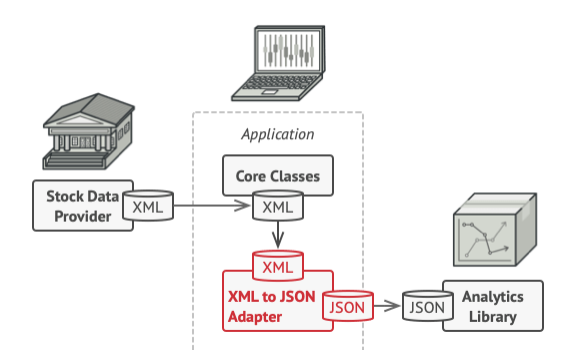 Application
Core Classes
XML
Stock Data
Provider
XML
XML
XML to JSON
Adapter
JSON
JSON
Analytics
Library